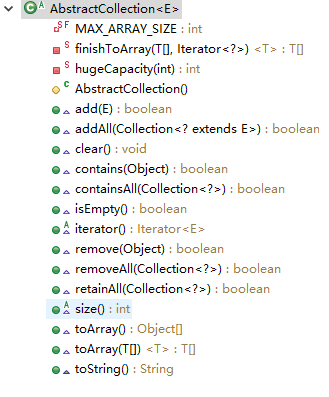 AbstractCollection<E>
MAX_ARRAY_SIZE : int
finishToArray(T[], Iterator<?>) <T> : T[]
hugeCapacity(int) : int
AbstractCollection()
add(E) : boolean
addAll(Collection<? extends E>) : boolean
clear() : void
contains(Object) : boolean
containsAll(Collection<?>) : boolean
isEmpty() : boolean
iterator() : Iterator<E>
remove(Object) : boolean
removeAll(Collection<?>) : boolean
retainAll(Collection<?>) : boolean
size() : int
toArray() : Object[]
toArray(T[]) <T> : T[]
toString() : String